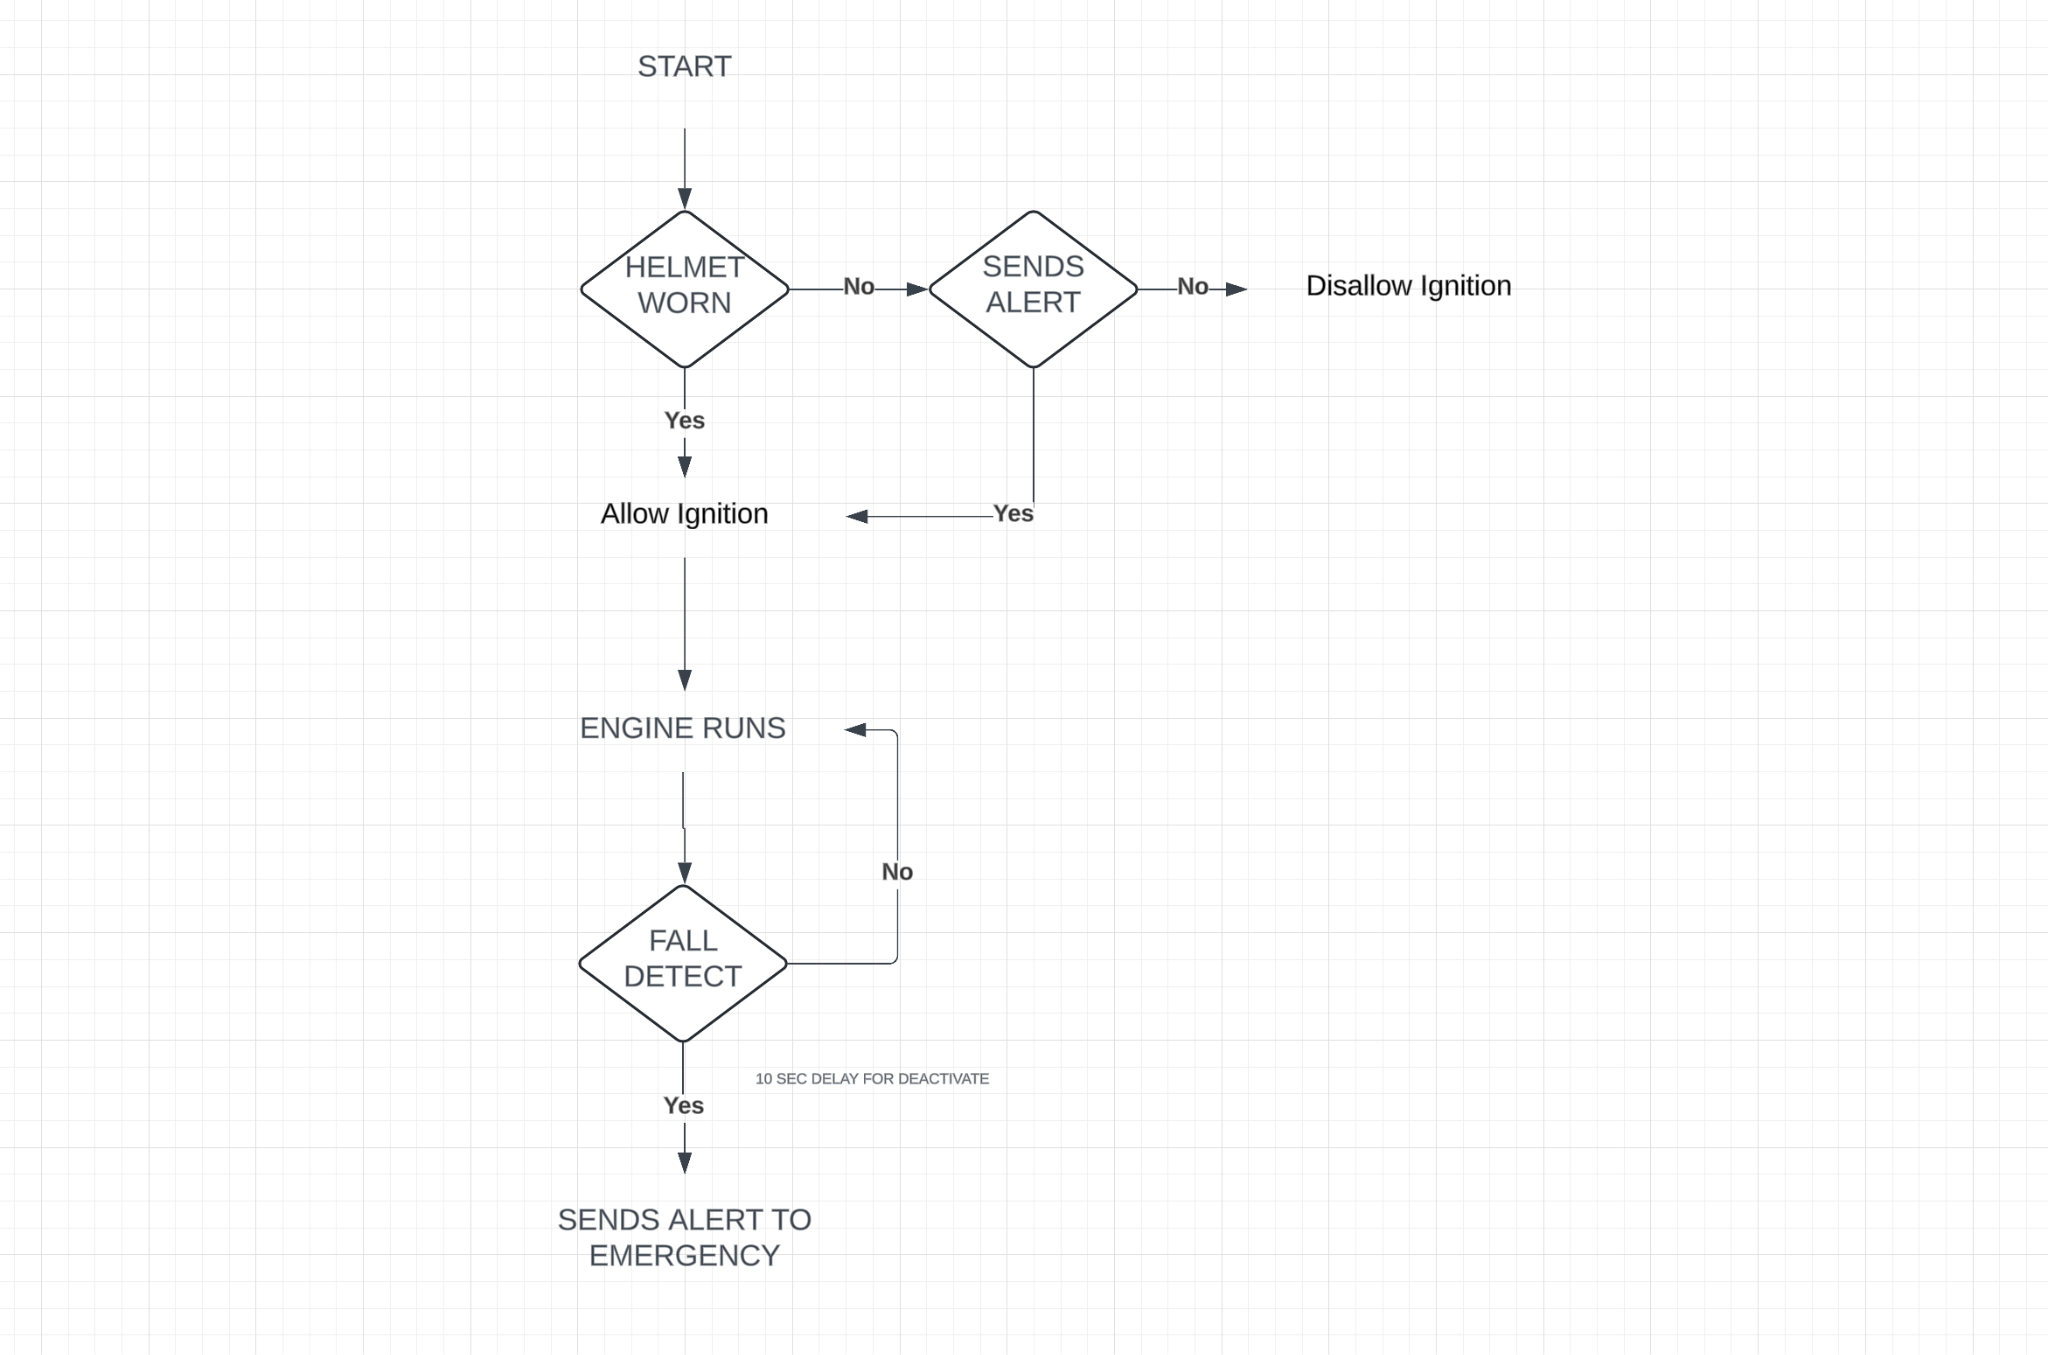 START
HELMET
WORN
No
SENDS
ALERT
No
Disallow Ignition
Yes
Allow Ignition
Yes
ENGINE RUNS
No
FALL
DETECT
10 SEC DELAY FOR DEACTIVATE
Yes
SENDS ALERT TO
EMERGENCY